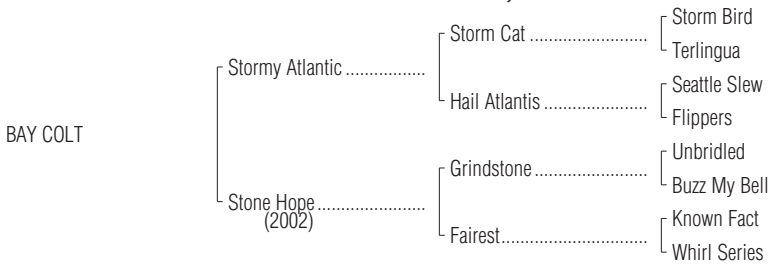 Storm Bird
Storm Cat ........................
Terlingua
Stormy Atlantic .................
Seattle Slew
Hail Atlantis .....................
Flippers
BAY COLT
Unbridled
Grindstone .......................
Buzz My Bell
Stone Hope.......................
(2002)
Known Fact
Fairest..............................
Whirl Series